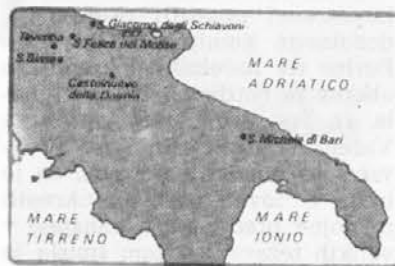 S. Giacomo degli Schiavoni
Tavenna
S. Felice nel Molise
S. Biase
MARE
ADRIATICO
Castelnuovo
della Daunia
S. Michele di Bari
MARE
TIRRENO
MARE
IONIO